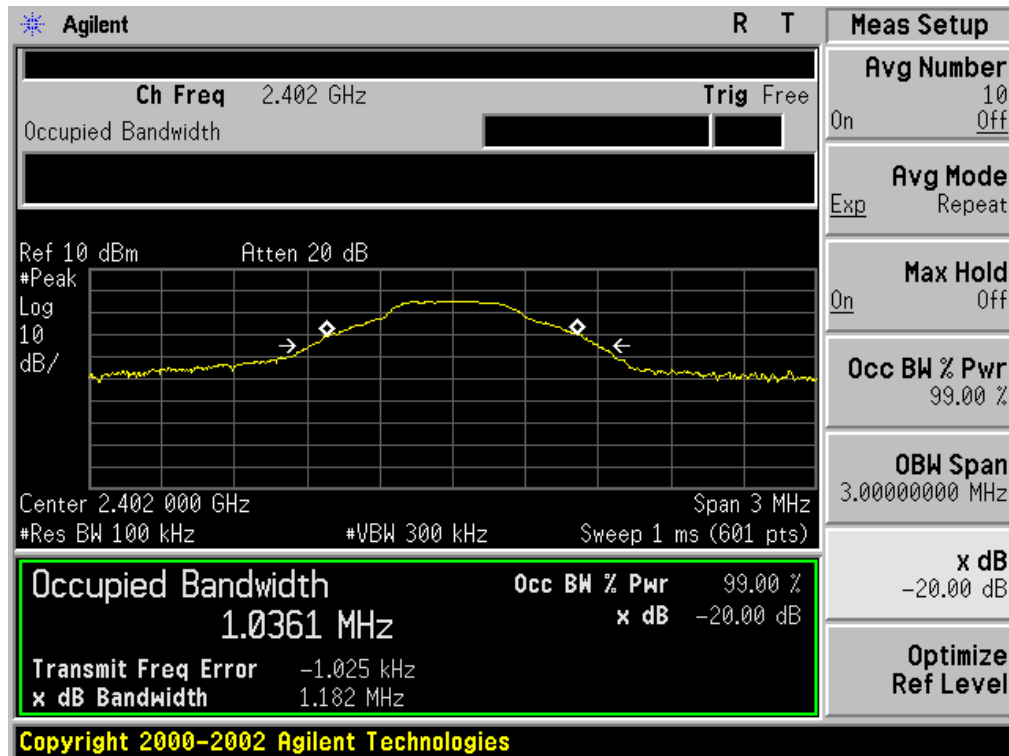 Agilent R T
Ch Freq 2.402 GHz Trig Free
Occupied Bandwidth
Ref 10 dBm Atten 20 dB
#Peak
Log
10
dB/
Center 2.402 000 GHz Span 3 MHz
#Res BW 100 kHz #VBW 300 kHz Sweep 1 ms (601 pts)
Occupied Bandwidth
1.0361 MHz
Occ BW % Pwr 99.00 %
x dB -20.00 dB
Transmit Freq Error -1.025 kHz
x dB Bandwidth 1.182 MHz
Copyright 2000-2002 Agilent Technologies
Meas Setup
Avg Number
10
On Off
Avg Mode
Exp Repeat
Max Hold
On Off
Occ BW % Pwr
99.00 %
OBW Span
3.00000000 MHz
x dB
-20.00 dB
Optimize
Ref Level